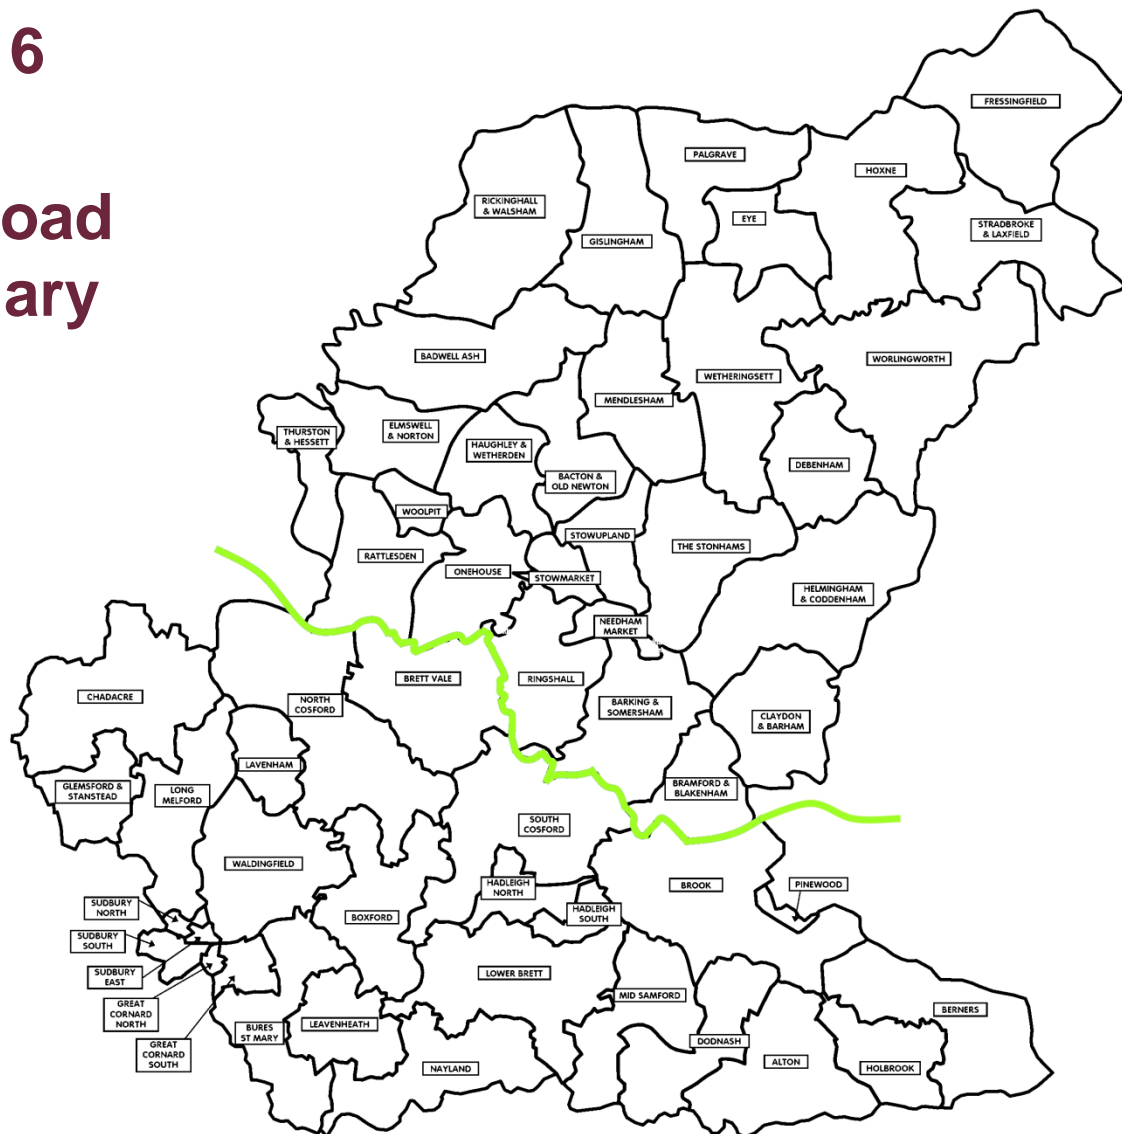 6
oad
ary
FRESSINGFIELD
PALGRAVE
HOXNE
RICKINGHALL
& WALSHAM
EYE
STRADBROKE
& LAXFIELD
GISLINGHAM
BADWELL ASH
WORLINGWORTH
WETHERINGSETT
MENDLESHAM
THURSTON
& HESSETT
ELMSWELL
& NORTON
HAUGHLEY &
WETHERDEN
DEBENHAM
BACTON &
OLD NEWTON
WOOLPIT
STOWUPLAND
THE STONHAMS
RATTLESDEN
ONEHOUSE
STOWMARKET
HELMINGHAM
& CODDENHAM
NEEDHAM
MARKET
CHADACRE
BRETT VALE
RINGSHALL
NORTH
COSFORD
BARKING &
SOMERSHAM
CLAYDON
& BARHAM
LAVENHAM
GLEMSFORD &
STANSTEAD
LONG
MELFORD
BRAMFORD &
BLAKENHAM
SOUTH
COSFORD
WALDINGFIELD
HADLEIGH
NORTH
BROOK
PINEWOOD
SUDBURY
NORTH
BOXFORD
HADLEIGH
SOUTH
SUDBURY
SOUTH
SUDBURY
EAST
LOWER BRETT
MID SAMFORD
GREAT
CORNARD
NORTH
BERNERS
BURES
ST MARY
LEAVENHEATH
DODNASH
GREAT
CORNARD
SOUTH
NAYLAND
ALTON
HOLBROOK